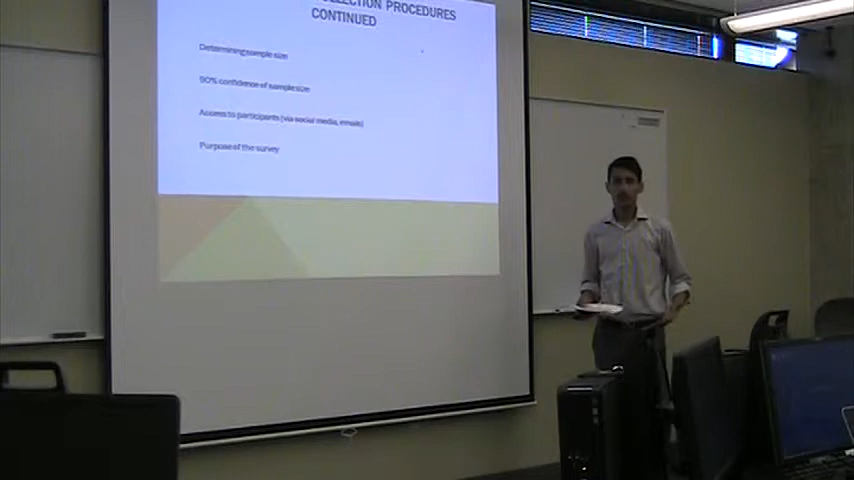 PROCEDURES
CONTINUED
Determining sample size
90% confidence of sample size
Access to participants (via social media, emails)
Purpose of the survey